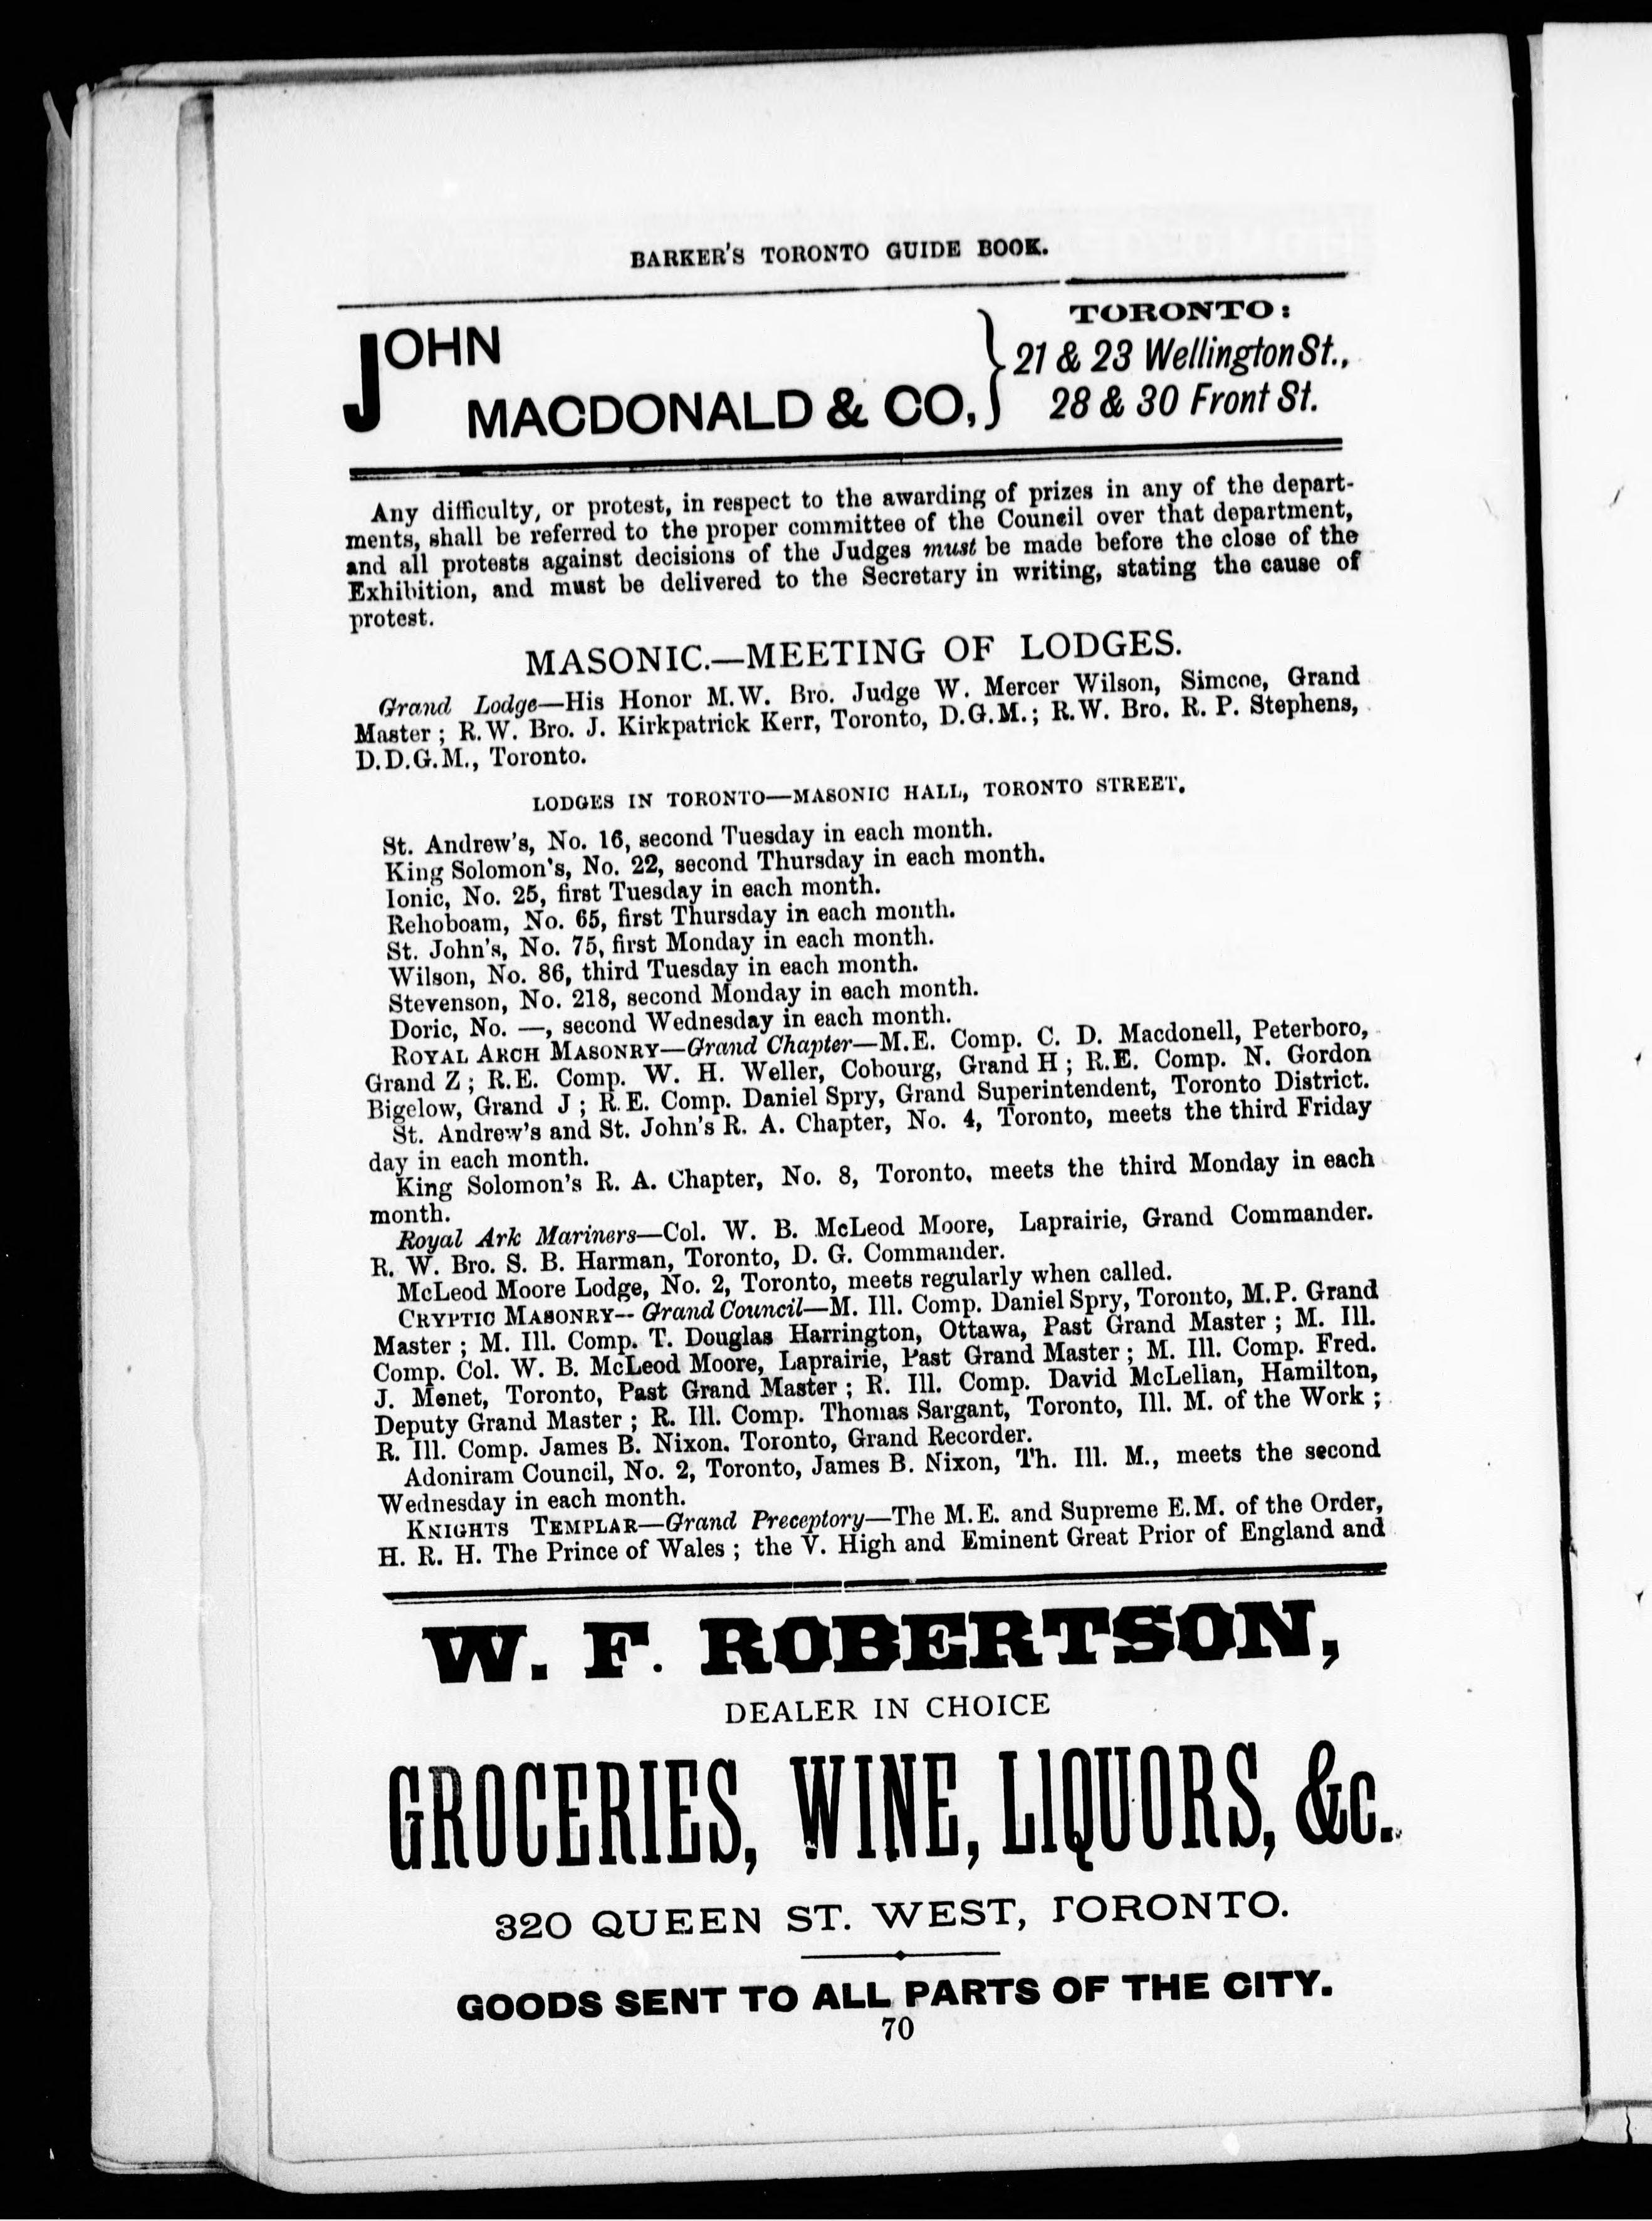 BARKER'S TORONTO GUIDE BOOK.
JOHN
MACDONALD & CO,
TORONTO:
21 & 23 Wellington St.,
28 & 30 Front St.
Any difficulty, or protest, in respect to the awarding of prizes in any of the depart-
ments, shall be referred to the proper committee of the Council over that department,
and all protests against decisions of the Judges must be made before the close of the
Exhibition, and must be delivered to the Secretary in writing, stating the cause of
protest.
MASONIC.—MEETING OF LODGES.
Grand Lodge—His Honor M.W. Bro. Judge W. Mercer Wilson, Simcoe, Grand
Master; R.W. Bro. J. Kirkpatrick Kerr, Toronto, D.G.M.; R.W. Bro. R. P. Stephens,
D.D.G.M., Toronto.
LODGES IN TORONTO—MASONIC HALL, TORONTO STREET.
St. Andrew's, No. 16, second Tuesday in each month.
King Solomon's, No. 22, second Thursday in each month.
Ionic, No. 25, first Tuesday in each month.
Rehoboam, No. 65, first Thursday in each month.
St. John's, No. 75, first Monday in each month.
Wilson, No. 86, third Tuesday in each month.
Stevenson, No. 218, second Monday in each month.
Doric, No. —, second Wednesday in each month.
ROYAL ARCH MASONRY—Grand Chapter—M.E. Comp. C. D. Macdonell, Peterboro,
Grand Z; R.E. Comp. W. H. Weller, Cobourg, Grand H; R.E. Comp. N. Gordon
Bigelow, Grand J; R.E. Comp. Daniel Spry, Grand Superintendent, Toronto District.
St. Andrew's and St. John's R. A. Chapter, No. 4, Toronto, meets the third Friday
day in each month.
King Solomon's R. A. Chapter, No. 8, Toronto, meets the third Monday in each
month.
Royal Ark Mariners—Col. W. B. McLeod Moore, Laprairie, Grand Commander.
R. W. Bro. S. B. Harman, Toronto, D. G. Commander.
McLeod Moore Lodge, No. 2, Toronto, meets regularly when called.
CRYPTIC MASONRY—Grand Council—M. Ill. Comp. Daniel Spry, Toronto, M.P. Grand
Master; M. Ill. Comp. T. Douglas Harrington, Ottawa, Past Grand Master; M. Ill.
Comp. Col. W. B. McLeod Moore, Laprairie, Past Grand Master; M. Ill. Comp. Fred.
J. Menet, Toronto, Past Grand Master; R. Ill. Comp. David McLellan, Hamilton,
Deputy Grand Master; R. Ill. Comp. Thomas Sargant, Toronto, Ill. M. of the Work;
R. Ill. Comp. James B. Nixon. Toronto, Grand Recorder.
Adoniram Council, No. 2, Toronto, James B. Nixon, Th. Ill. M., meets the second
Wednesday in each month.
KNIGHTS TEMPLAR—Grand Preceptory—The M.E. and Supreme E.M. of the Order,
H. R. H. The Prince of Wales; the V. High and Eminent Great Prior of England and
W. F. ROBERTSON,
DEALER IN CHOICE
GROCERIES, WINE, LIQUORS, &c.
320 QUEEN ST. WEST, TORONTO.
GOODS SENT TO ALL PARTS OF THE CITY.
70